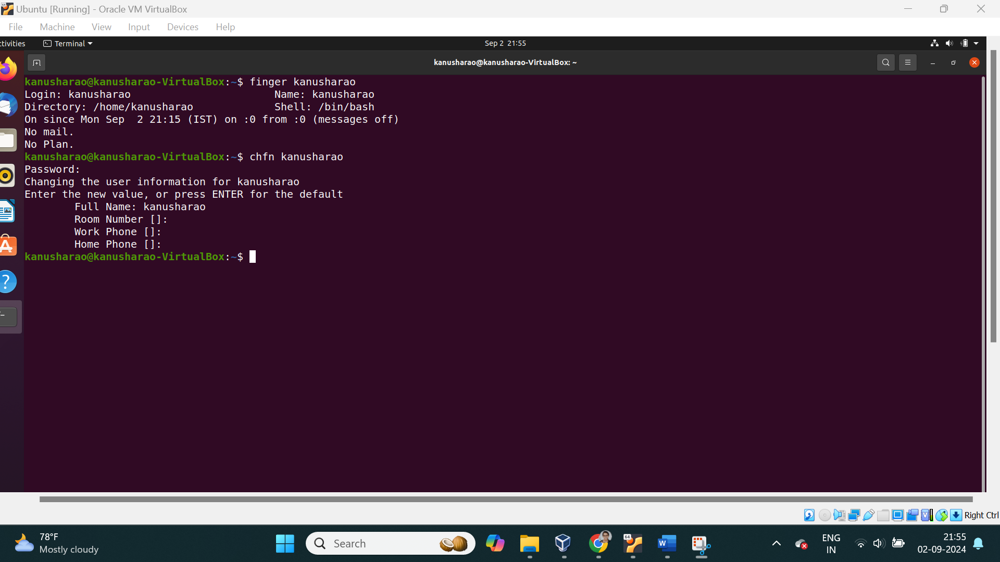 Ubuntu [Running] - Oracle VM VirtualBox
File Machine View Input Devices Help
ctivities Terminal Sep 2 21:55
kanusharao@kanusharao-VirtualBox: ~
kanusharao@kanusharao-VirtualBox:~$ finger kanusharao
Login: kanusharao Name: kanusharao
Directory: /home/kanusharao Shell: /bin/bash
On since Mon Sep  2 21:15 (IST) on :0 from :0 (messages off)
No mail.
No Plan.
kanusharao@kanusharao-VirtualBox:~$ chfn kanusharao
Password:
Changing the user information for kanusharao
Enter the new value, or press ENTER for the default
Full Name: kanusharao
Room Number []:
Work Phone []:
Home Phone []:
kanusharao@kanusharao-VirtualBox:~$
Right Ctrl
78°F
Mostly cloudy
Search
64
ENG
IN
21:55
02-09-2024